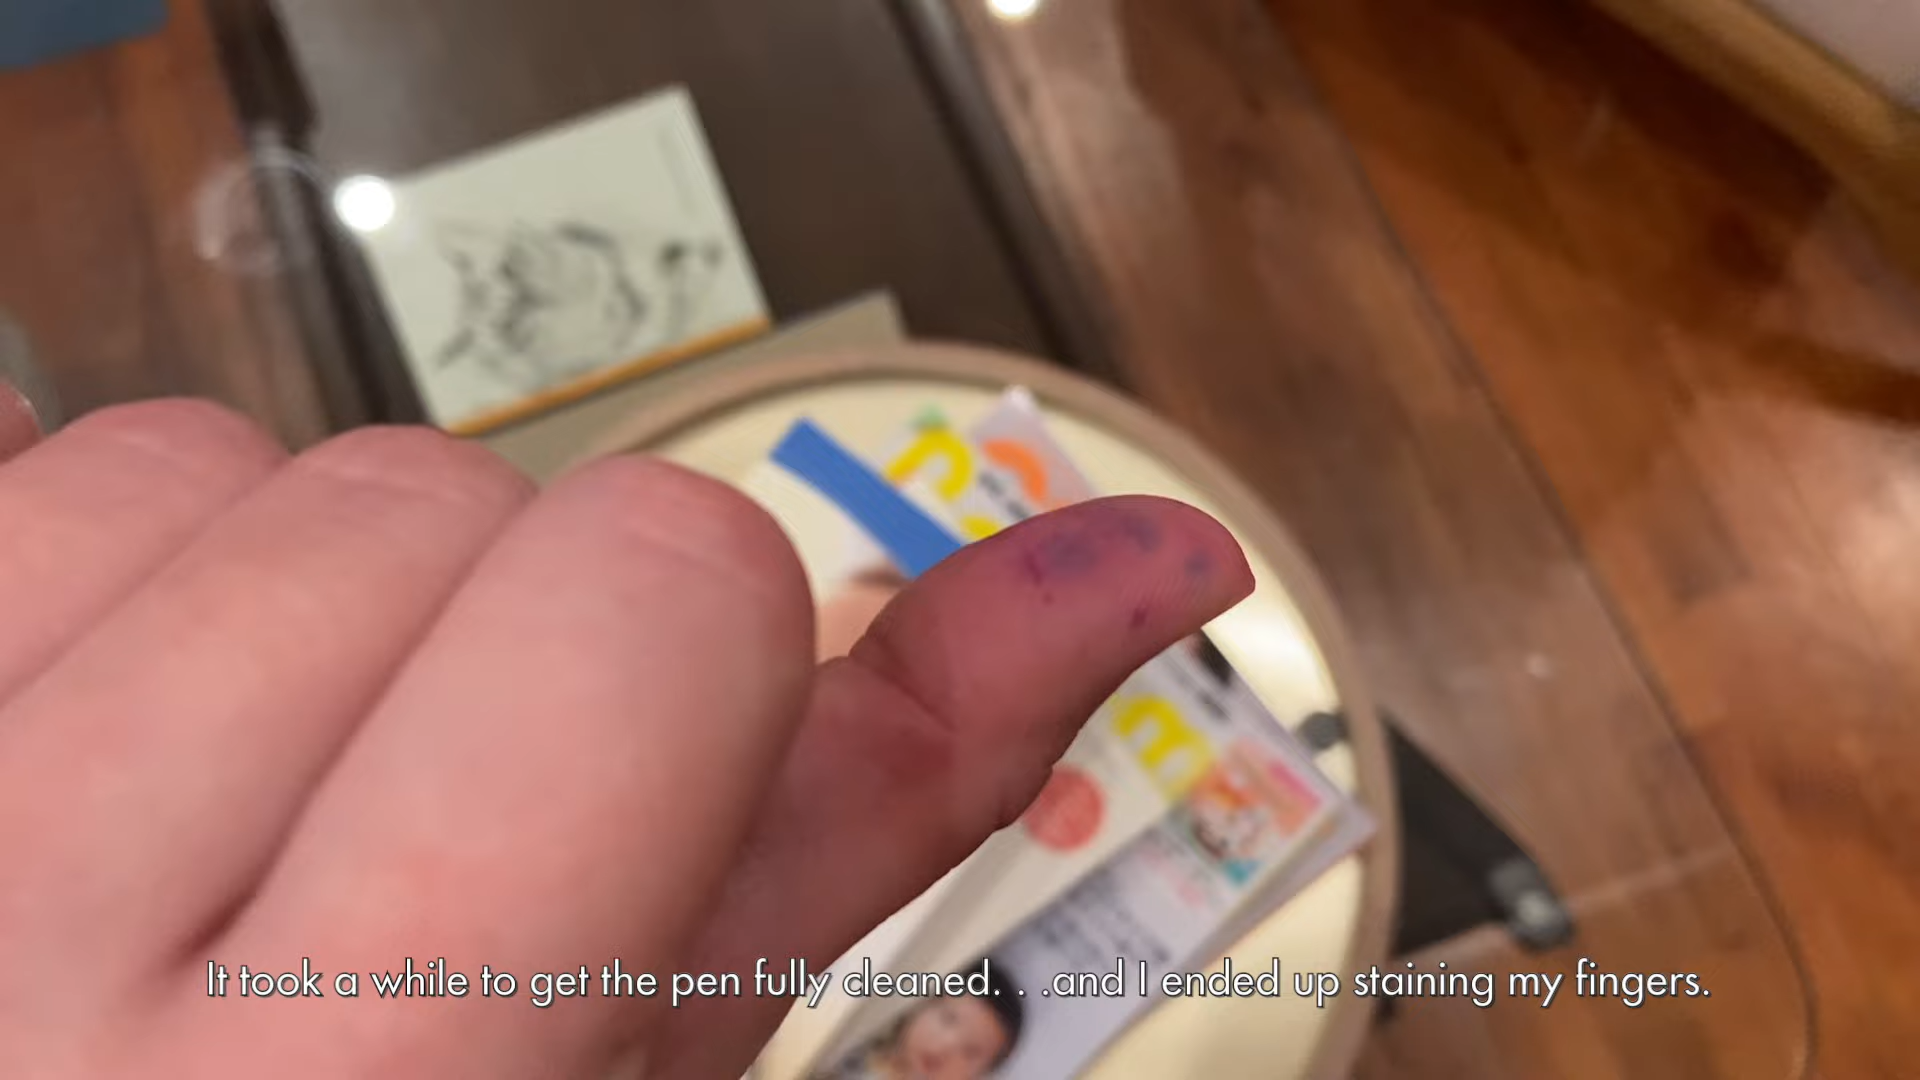 It took a while to get the pen fully cleaned. . .and I ended up staining my fingers.